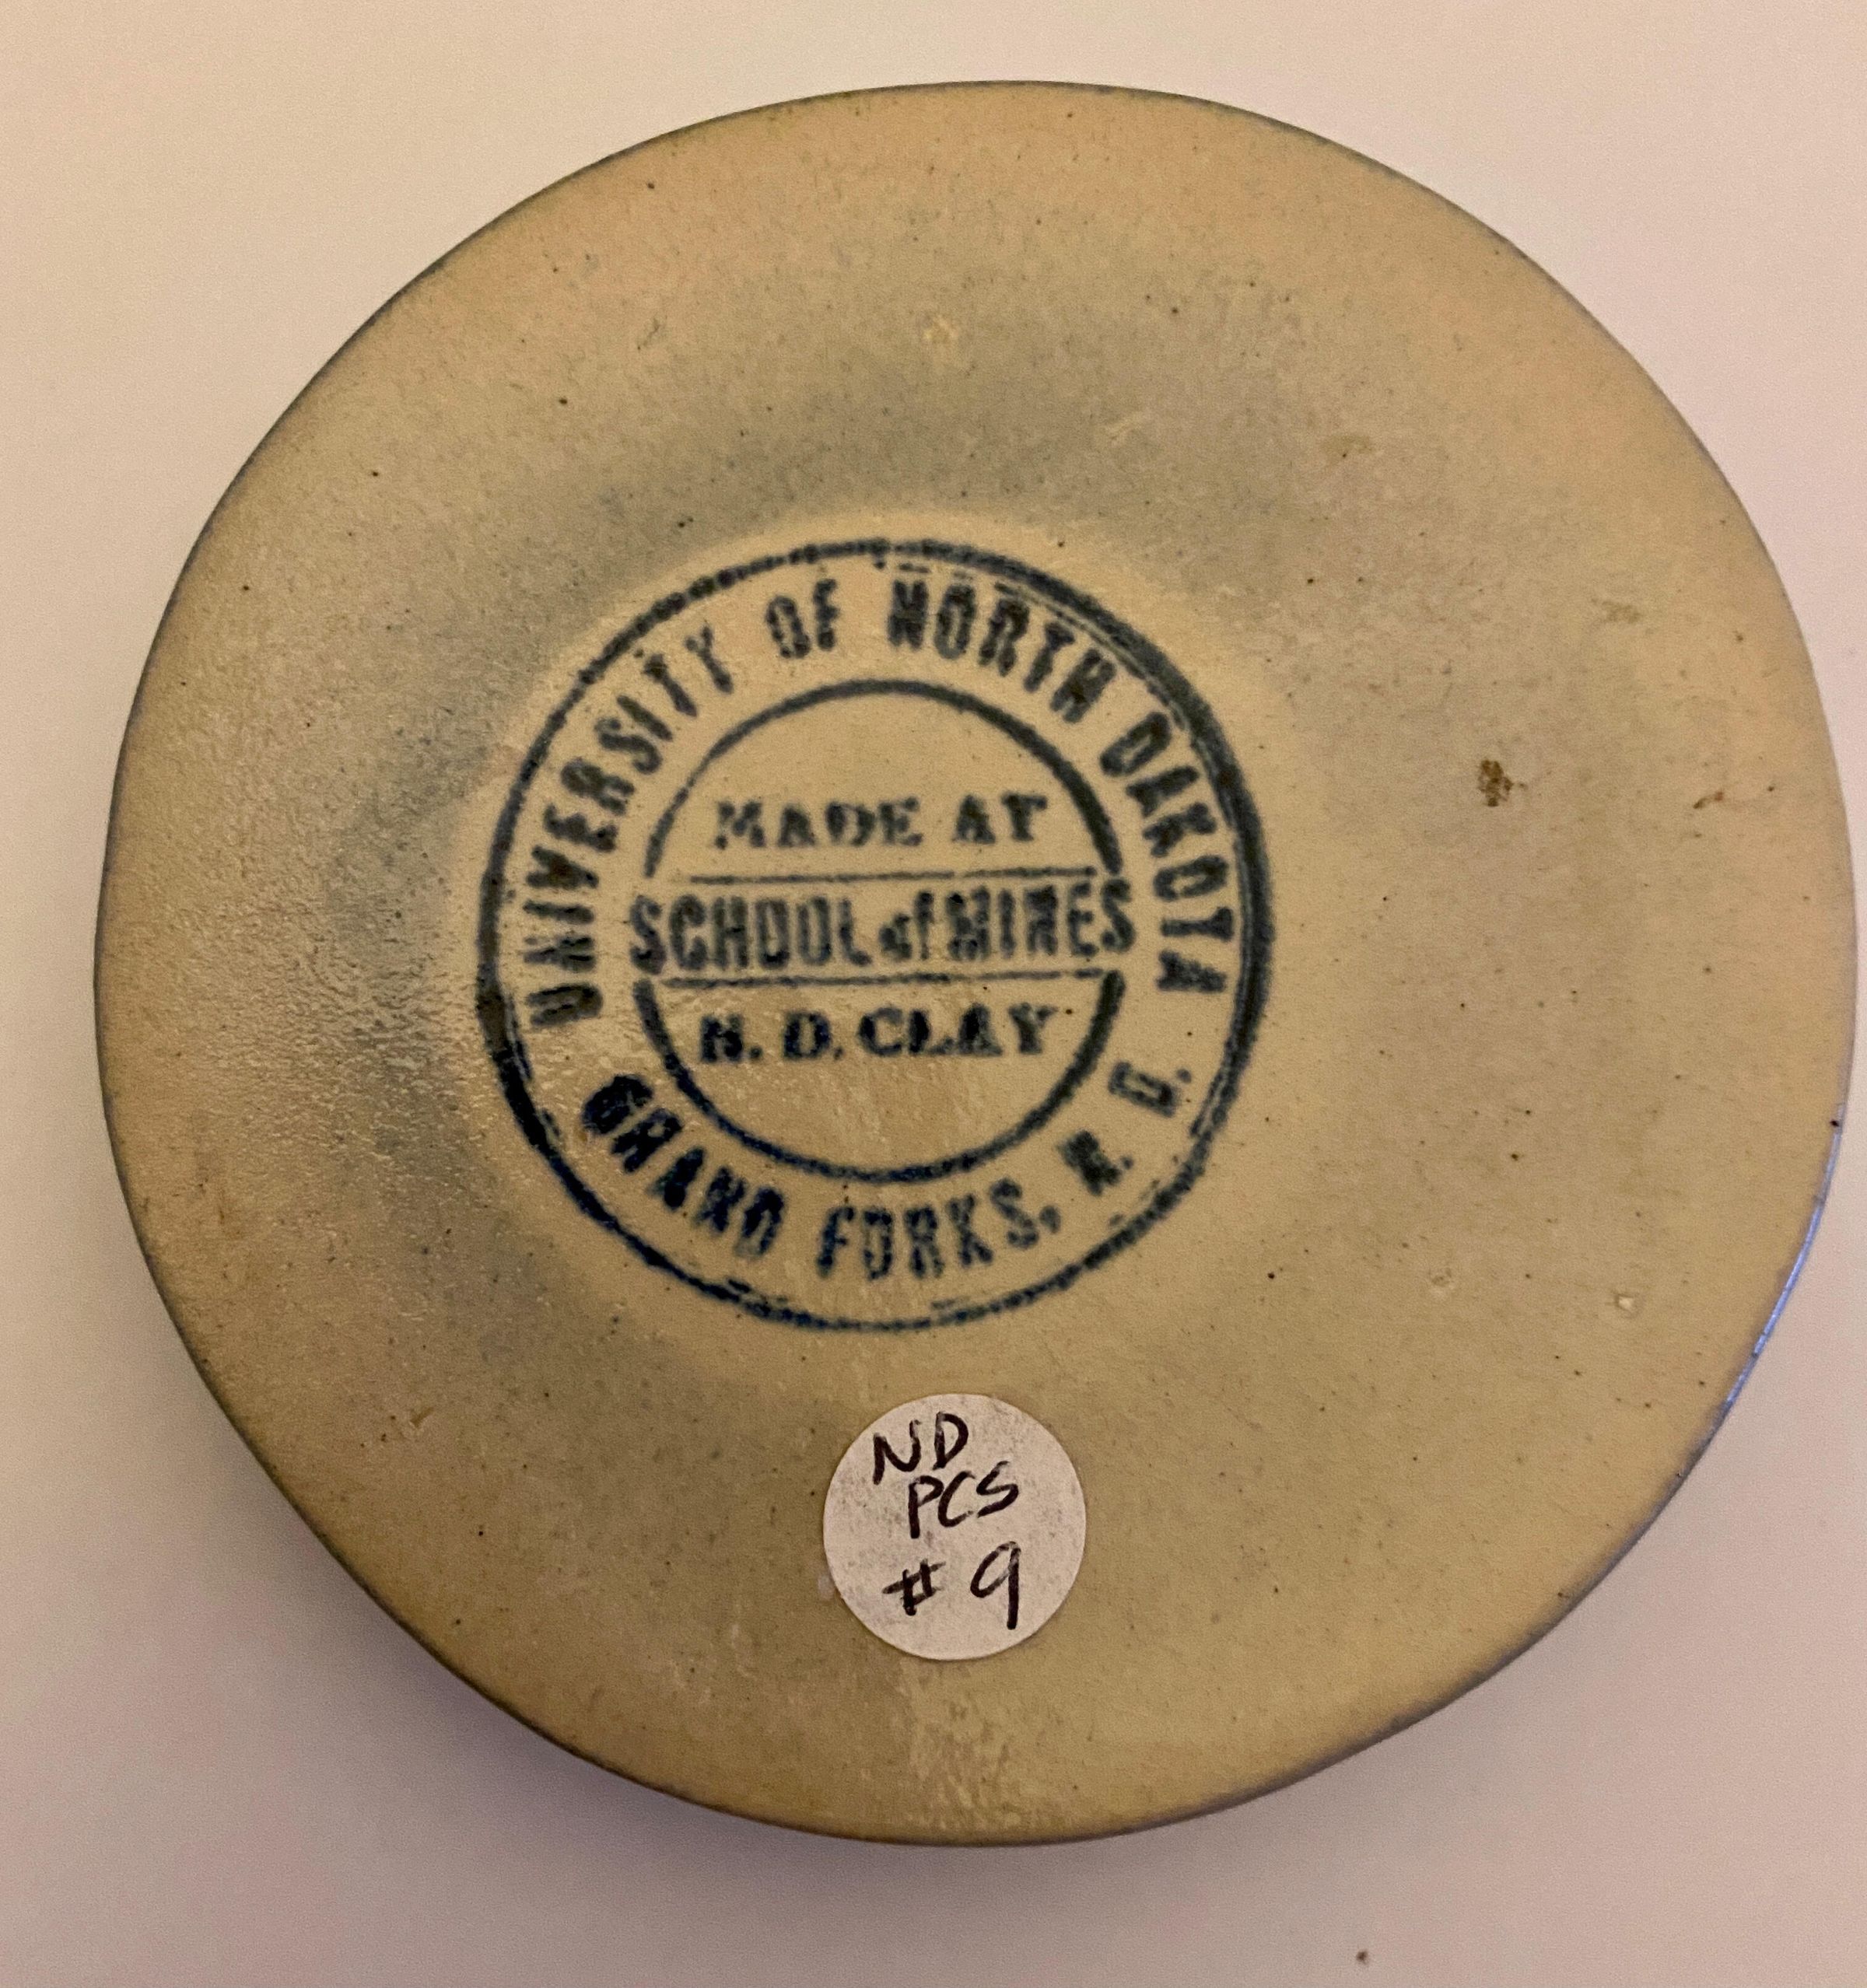 UNIVERSITY OF NORTH DAKOTA
MADE AT
SCHOOL of MINES
N. D. CLAY
GRAND FORKS, N. D.
ND
PCS
# 9